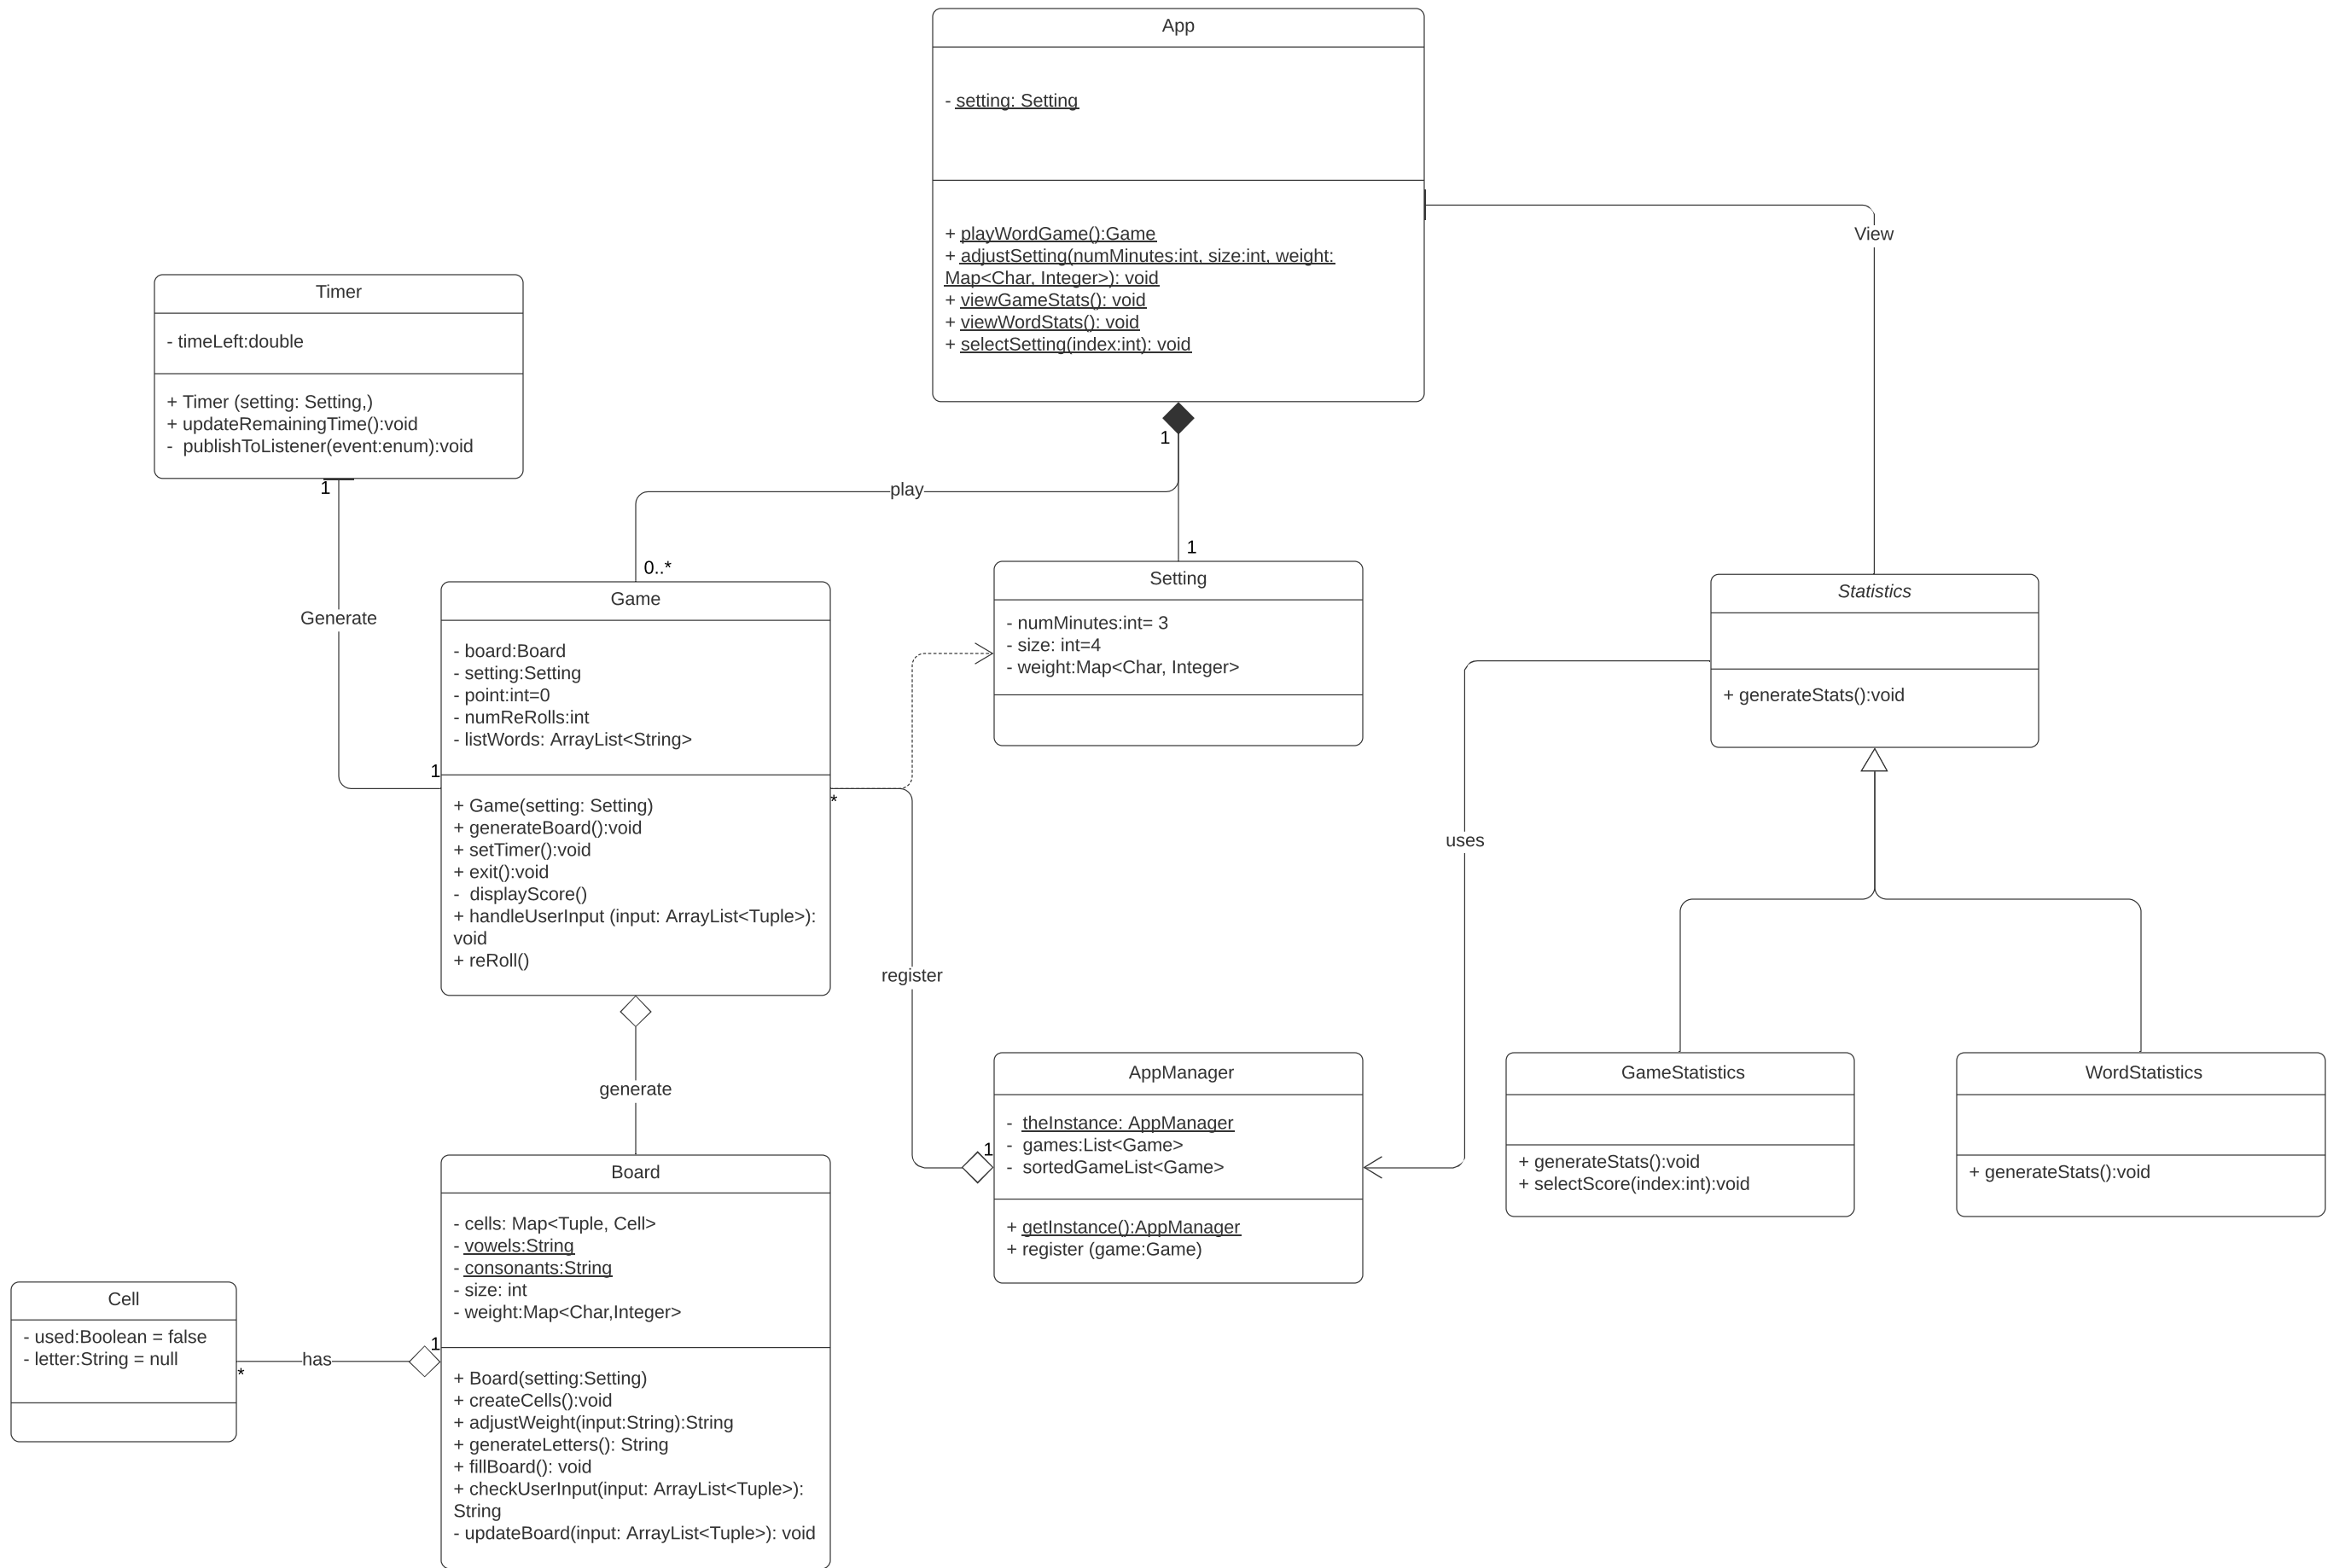 App
- setting: Setting
+ playWordGame():Game
+ adjustSetting(numMinutes:int, size:int, weight:
Map<Char, Integer>): void
+ viewGameStats(): void
+ viewWordStats(): void
+ selectSetting(index:int): void
View
Timer
- timeLeft:double
+ Timer (setting: Setting,)
+ updateRemainingTime():void
-  publishToListener(event:enum):void
1
1
play
0..*
1
Generate
1
Game
- board:Board
- setting:Setting
- point:int=0
- numReRolls:int
- listWords: ArrayList<String>
+ Game(setting: Setting)
+ generateBoard():void
+ setTimer():void
+ exit():void
-  displayScore()
+ handleUserInput (input: ArrayList<Tuple>):
void
+ reRoll()
*
Setting
- numMinutes:int= 3
- size: int=4
- weight:Map<Char, Integer>
Statistics
+ generateStats():void
uses
register
generate
1
AppManager
-  theInstance: AppManager
-  games:List<Game>
-  sortedGameList<Game>
+ getInstance():AppManager
+ register (game:Game)
GameStatistics
+ generateStats():void
+ selectScore(index:int):void
WordStatistics
+ generateStats():void
Board
- cells: Map<Tuple, Cell>
- vowels:String
- consonants:String
- size: int
- weight:Map<Char,Integer>
+ Board(setting:Setting)
+ createCells():void
+ adjustWeight(input:String):String
+ generateLetters(): String
+ fillBoard(): void
+ checkUserInput(input: ArrayList<Tuple>):
String
- updateBoard(input: ArrayList<Tuple>): void
Cell
- used:Boolean = false
- letter:String = null
*
has
1